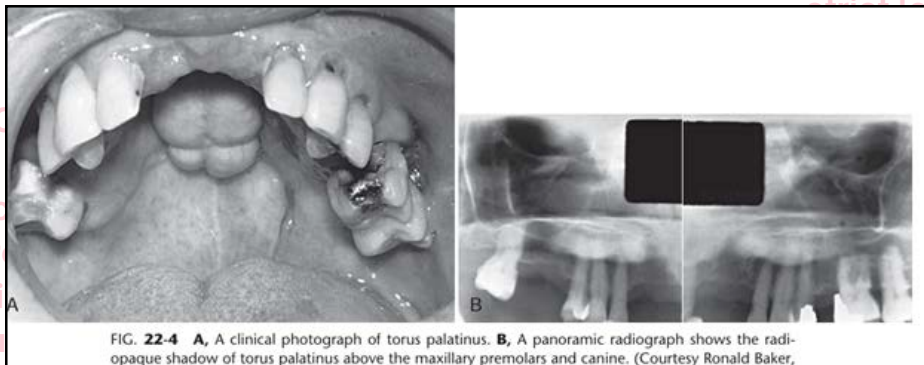 A
B
FIG. 22-4 A, A clinical photograph of torus palatinus. B, A panoramic radiograph shows the radi-
opaque shadow of torus palatinus above the maxillary premolars and canine. (Courtesy Ronald Baker,